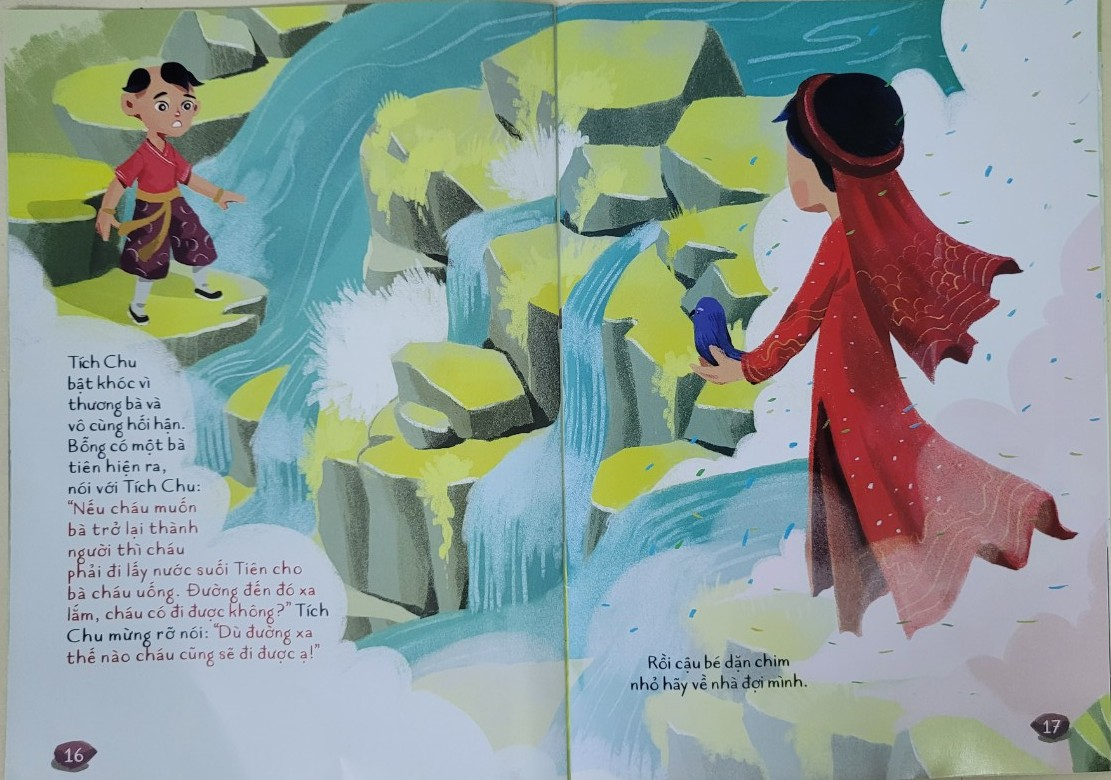 Tích Chu
bật khóc vì
thương bà và
vô cùng hối hận.
Bỗng có một bà
tiên hiện ra,
nói với Tích Chu:
“Nếu cháu muốn
bà trở lại thành
người thì cháu
phải đi lấy nước suối Tiên cho
bà cháu uống. Đường đến đó xa
lắm, cháu có đi được không?” Tích
Chu mừng rỡ nói: “Dù đường xa
thế nào cháu cũng sẽ đi được ạ!”
16
Rồi cậu bé dặn chim
nhỏ hãy về nhà đợi mình.
17